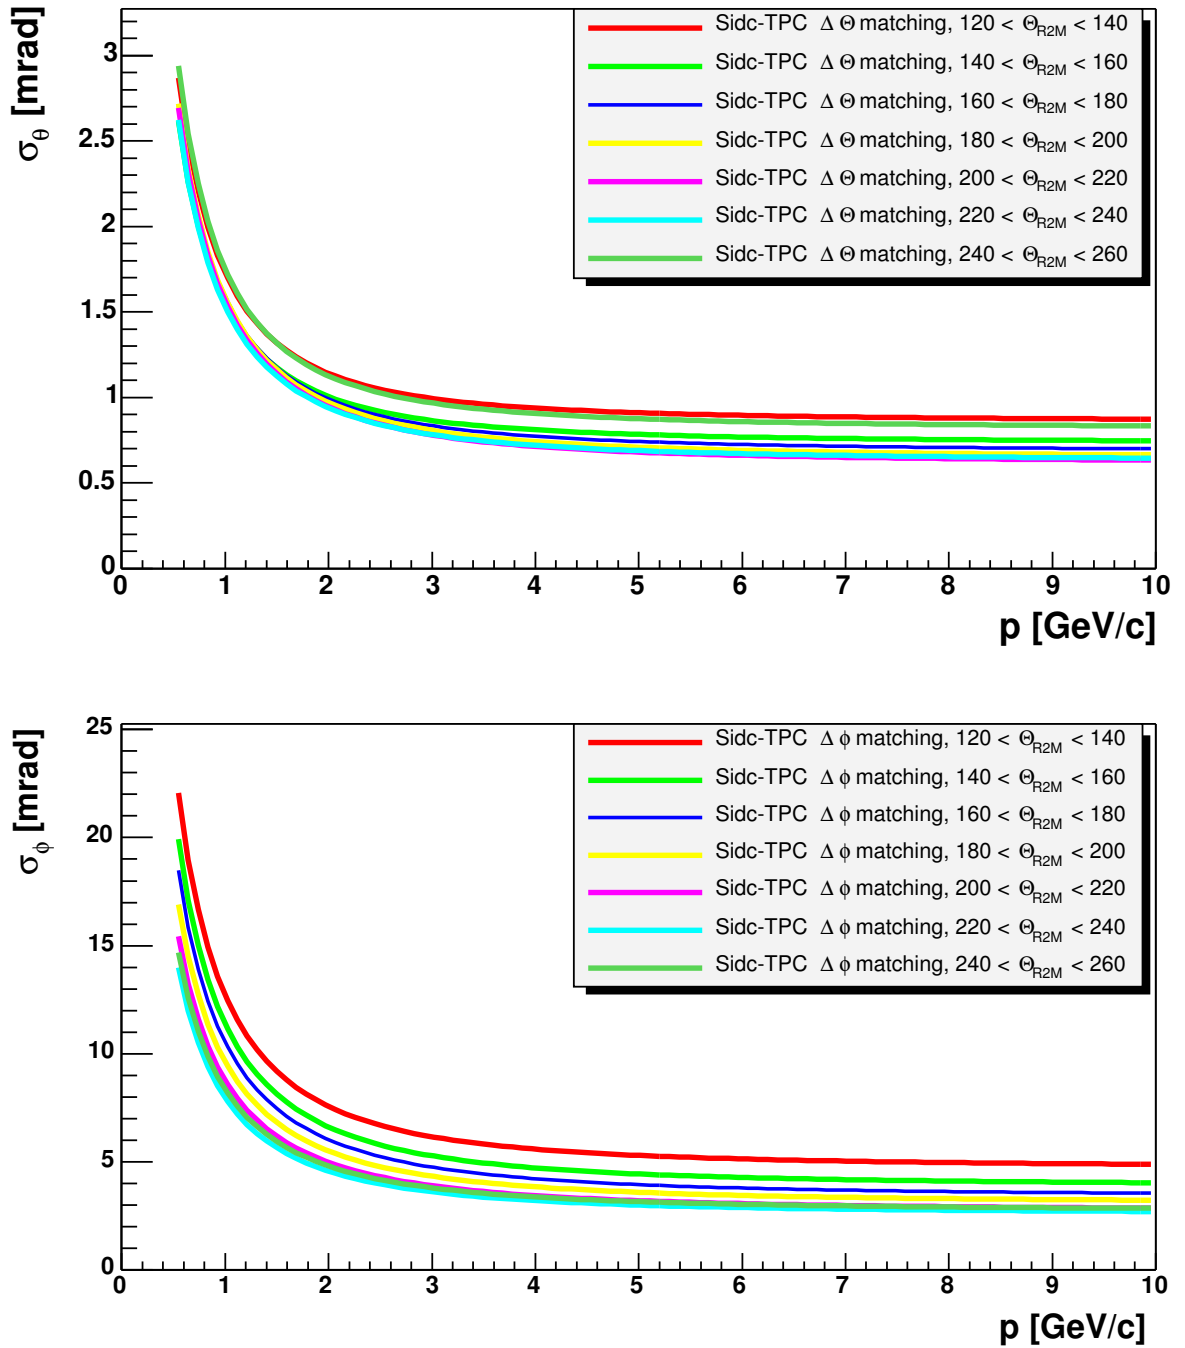 σθ [mrad]
3
2.5
2
1.5
1
0.5
0
Sidc-TPC Δ Θ matching, 120 < ΘR2M < 140
Sidc-TPC Δ Θ matching, 140 < ΘR2M < 160
Sidc-TPC Δ Θ matching, 160 < ΘR2M < 180
Sidc-TPC Δ Θ matching, 180 < ΘR2M < 200
Sidc-TPC Δ Θ matching, 200 < ΘR2M < 220
Sidc-TPC Δ Θ matching, 220 < ΘR2M < 240
Sidc-TPC Δ Θ matching, 240 < ΘR2M < 260
0 1 2 3 4 5 6 7 8 9 10
p [GeV/c]
σϕ [mrad]
25
20
15
10
5
0
Sidc-TPC Δ ϕ matching, 120 < ΘR2M < 140
Sidc-TPC Δ ϕ matching, 140 < ΘR2M < 160
Sidc-TPC Δ ϕ matching, 160 < ΘR2M < 180
Sidc-TPC Δ ϕ matching, 180 < ΘR2M < 200
Sidc-TPC Δ ϕ matching, 200 < ΘR2M < 220
Sidc-TPC Δ ϕ matching, 220 < ΘR2M < 240
Sidc-TPC Δ ϕ matching, 240 < ΘR2M < 260
0 1 2 3 4 5 6 7 8 9 10
p [GeV/c]